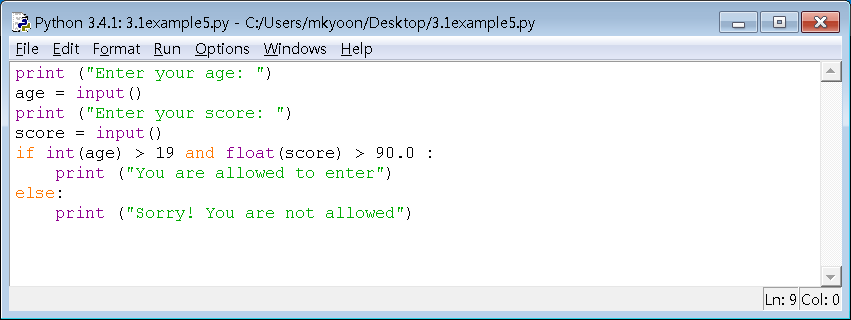 Python 3.4.1: 3.1example5.py - C:/Users/mkyoon/Desktop/3.1example5.py
File Edit Format Run Options Windows Help
print ("Enter your age: ")
age = input()
print ("Enter your score: ")
score = input()
if int(age) > 19 and float(score) > 90.0 :
    print ("You are allowed to enter")
else:
    print ("Sorry! You are not allowed")
Ln: 9 Col: 0